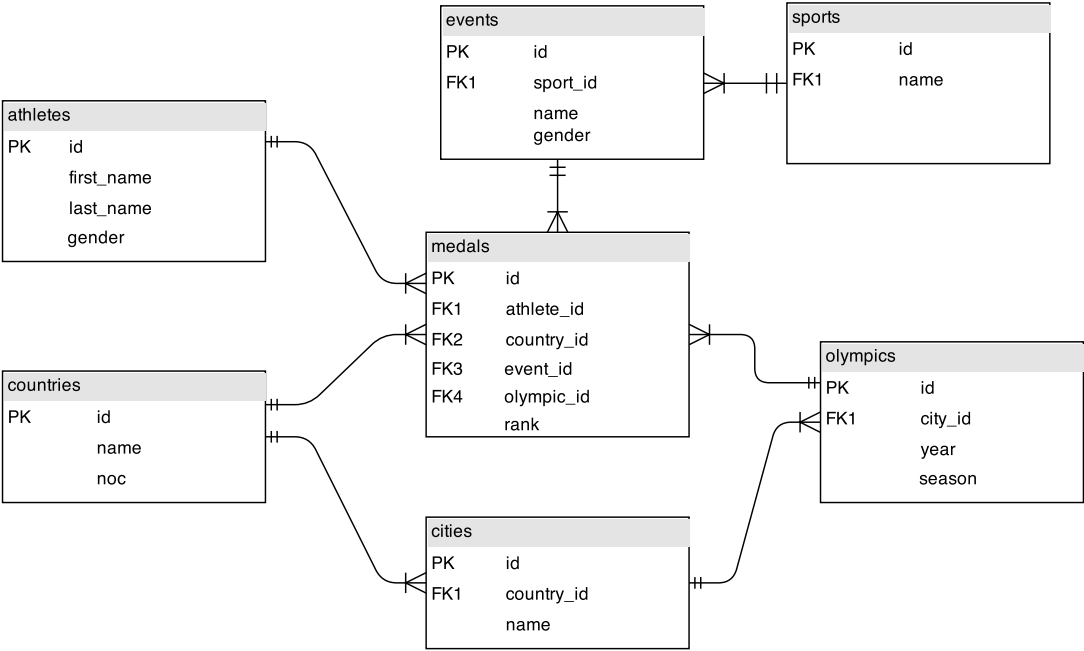 events
PK id
FK1 sport_id
name
gender
sports
PK id
FK1 name
athletes
PK id
first_name
last_name
gender
medals
PK id
FK1 athlete_id
FK2 country_id
FK3 event_id
FK4 olympic_id
rank
olympics
PK id
FK1 city_id
year
season
countries
PK id
name
noc
cities
PK id
FK1 country_id
name